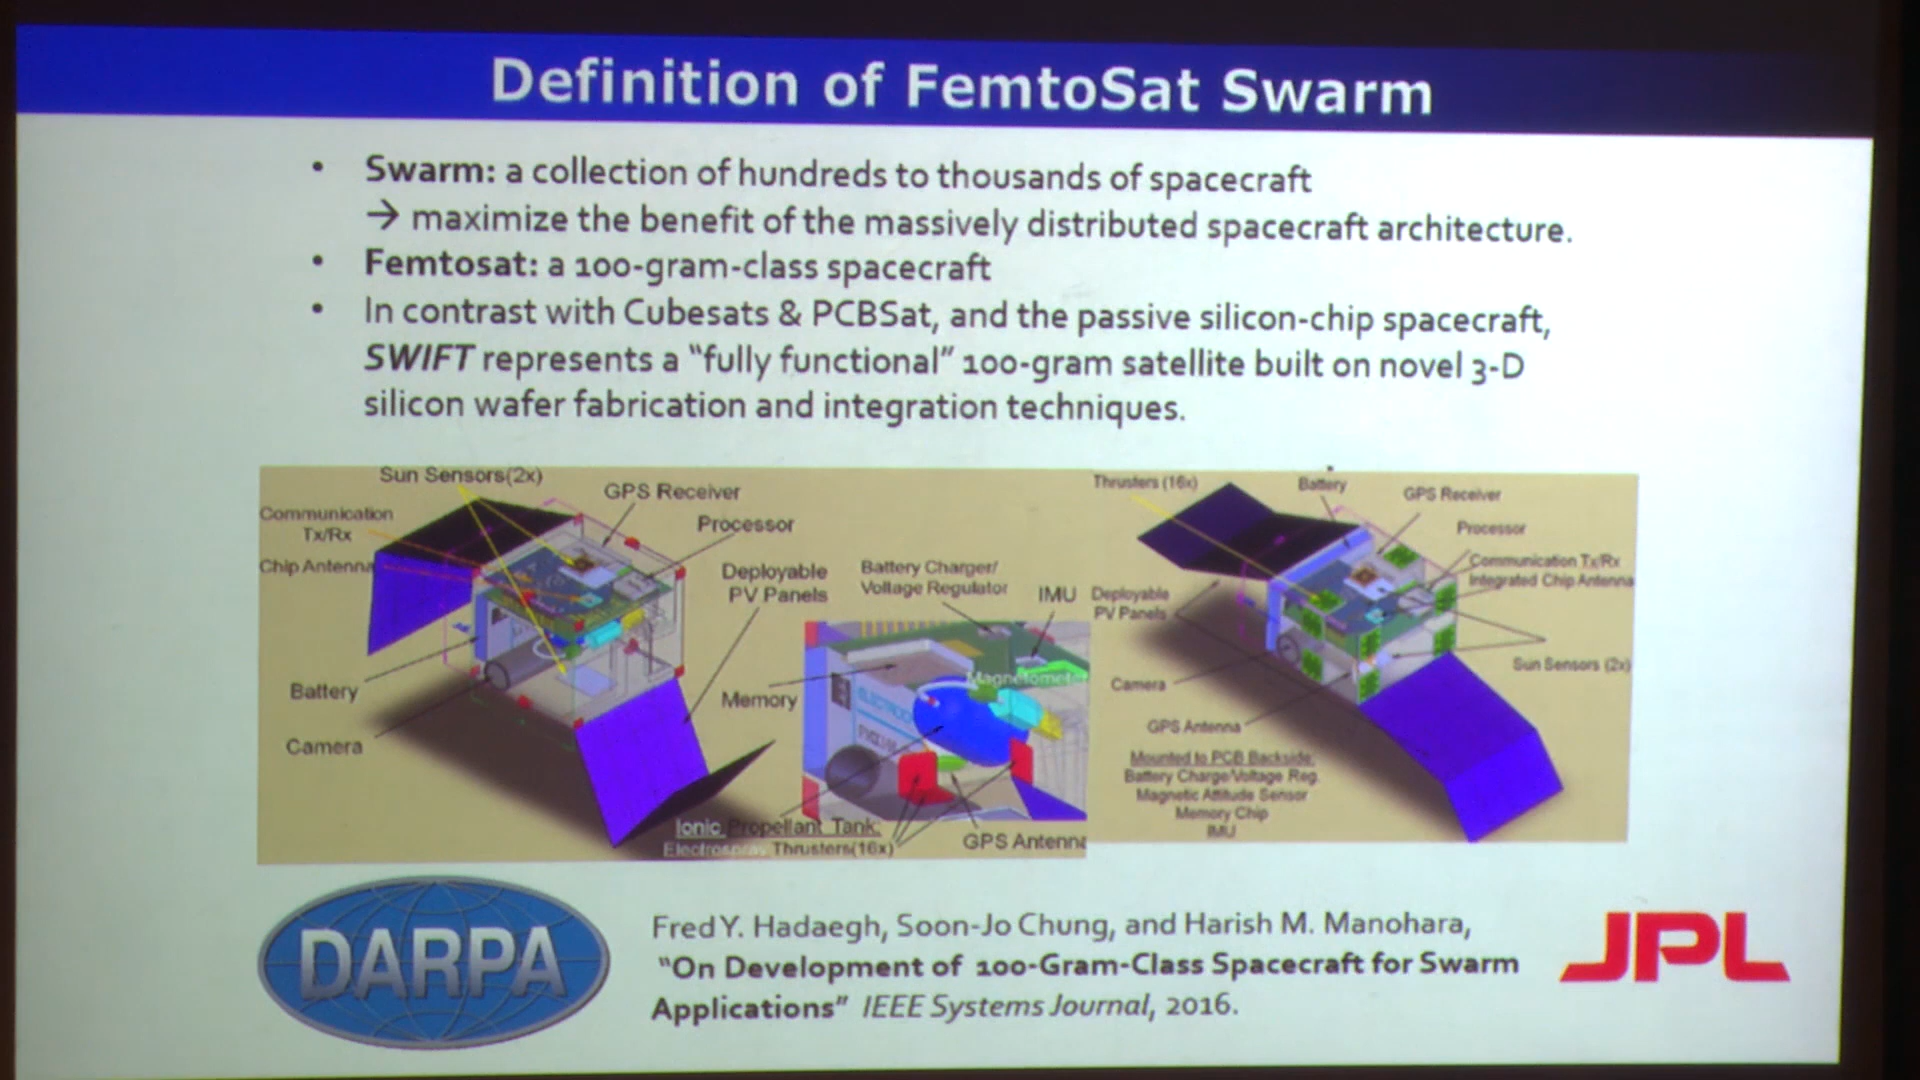 Definition of FemtoSat Swarm
• Swarm: a collection of hundreds to thousands of spacecraft
→ maximize the benefit of the massively distributed spacecraft architecture.
• Femtosat: a 100-gram-class spacecraft
• In contrast with Cubesats & PCBSat, and the passive silicon-chip spacecraft,
SWIFT represents a “fully functional” 100-gram satellite built on novel 3-D
silicon wafer fabrication and integration techniques.
Sun Sensors(2x)
GPS Receiver
Communication
Tx/Rx
Processor
Chip Antenna
Deployable
PV Panels
Battery
Camera
Battery Charger/
Voltage Regulator
IMU
Magnetomete
Memory
Ionic Propellant Tank:
Electrospray Thrusters(16x)
GPS Antenna
Thrusters (16x)
Battery
GPS Receiver
Processor
Communication Tx/Rx
Integrated Chip Antenna
Deployable
PV Panels
Sun Sensors (2x)
Camera
GPS Antenna
Mounted to PCB Backside:
Battery Charge/Voltage Reg.
Magnetic Attitude Sensor
Memory Chip
IMU
DARPA
Fred Y. Hadaegh, Soon-Jo Chung, and Harish M. Manohara,
“On Development of 100-Gram-Class Spacecraft for Swarm
Applications” IEEE Systems Journal, 2016.
JPL